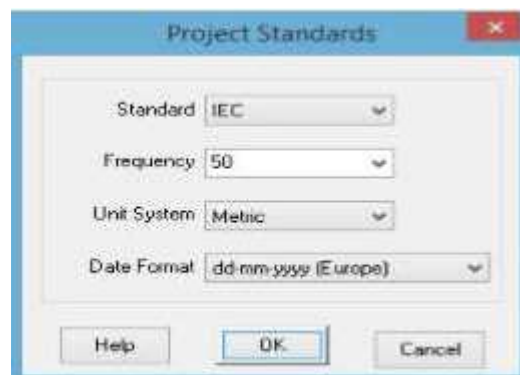 Project Standards
Standard IEC
Frequency 50
Unit System Metric
Date Format dd-mm-yyyy (Europe)
Help OK Cancel